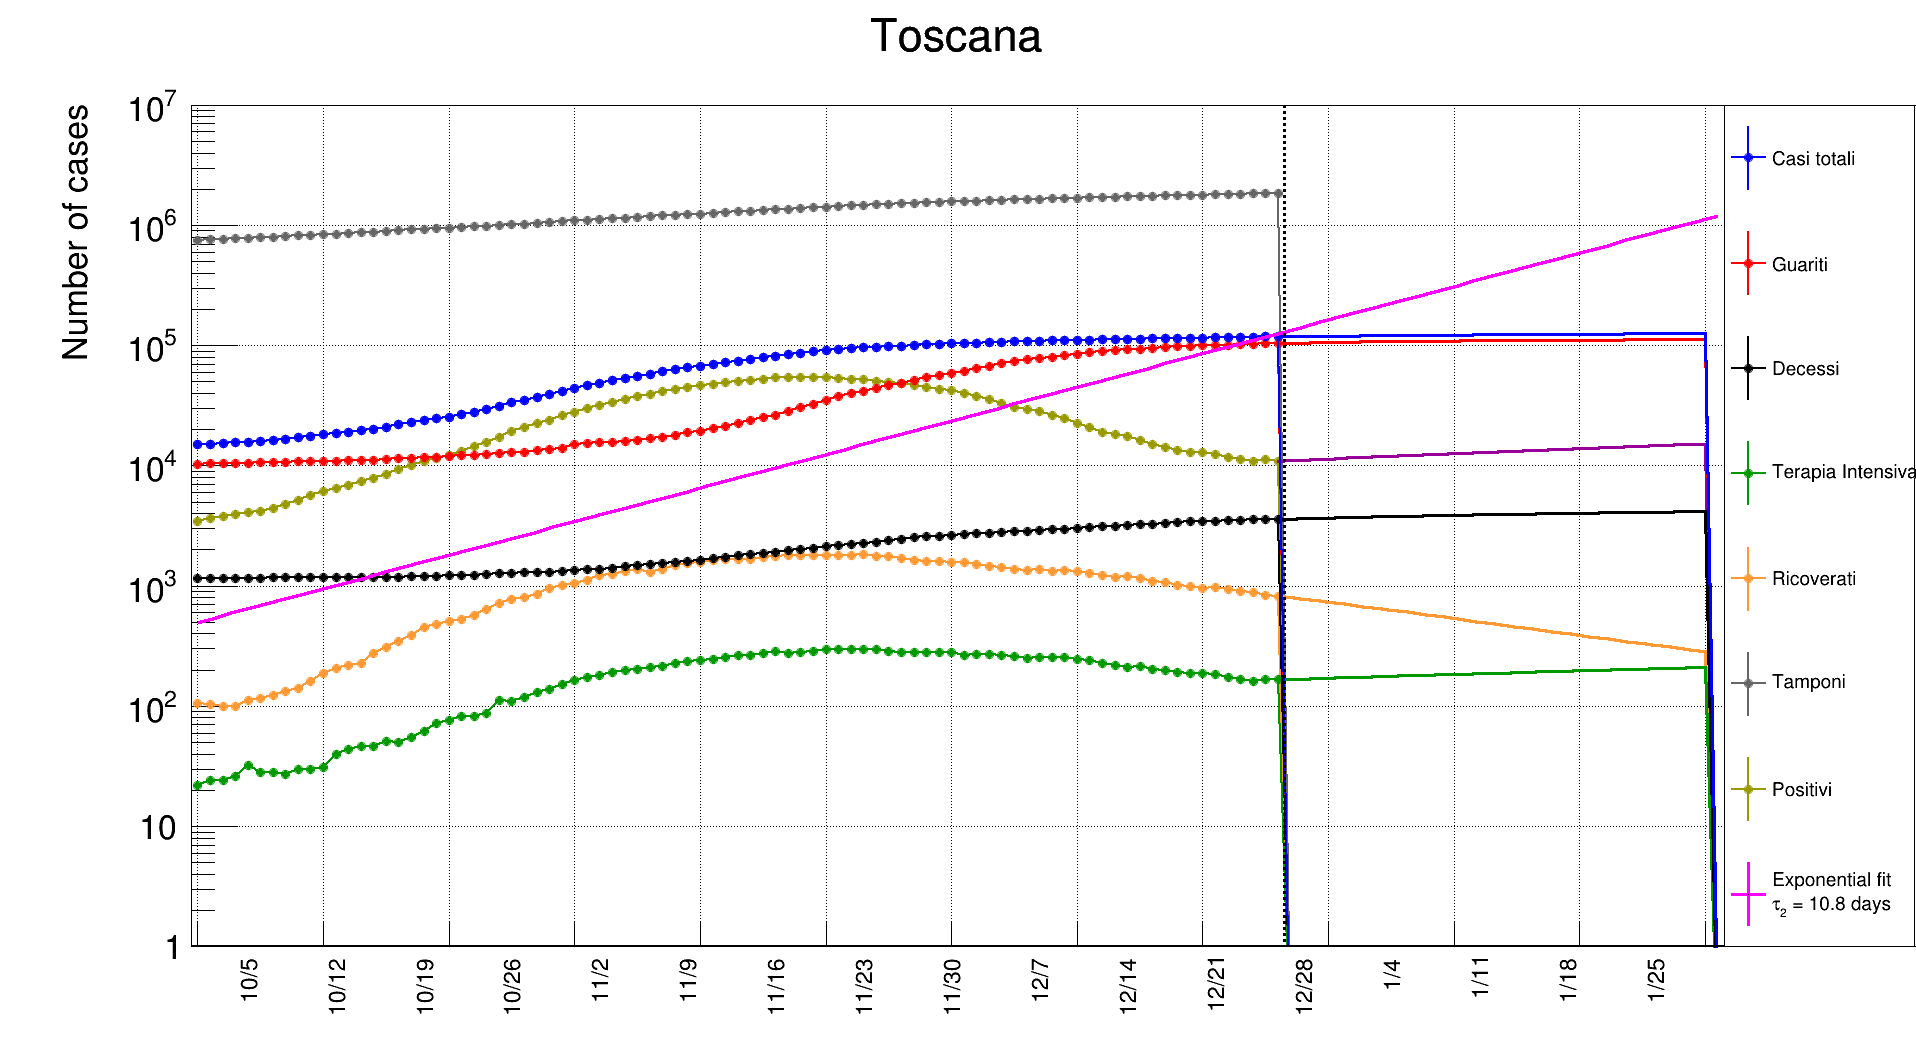 Toscana
Number of cases
10^7
10^6
10^5
10^4
10^3
10^2
10
1
10/5
10/12
10/19
10/26
11/2
11/9
11/16
11/23
11/30
12/7
12/14
12/21
12/28
1/4
1/11
1/18
1/25
Casi totali
Guariti
Decessi
Terapia Intensiva
Ricoverati
Tamponi
Positivi
Exponential fit
τ_2 = 10.8 days